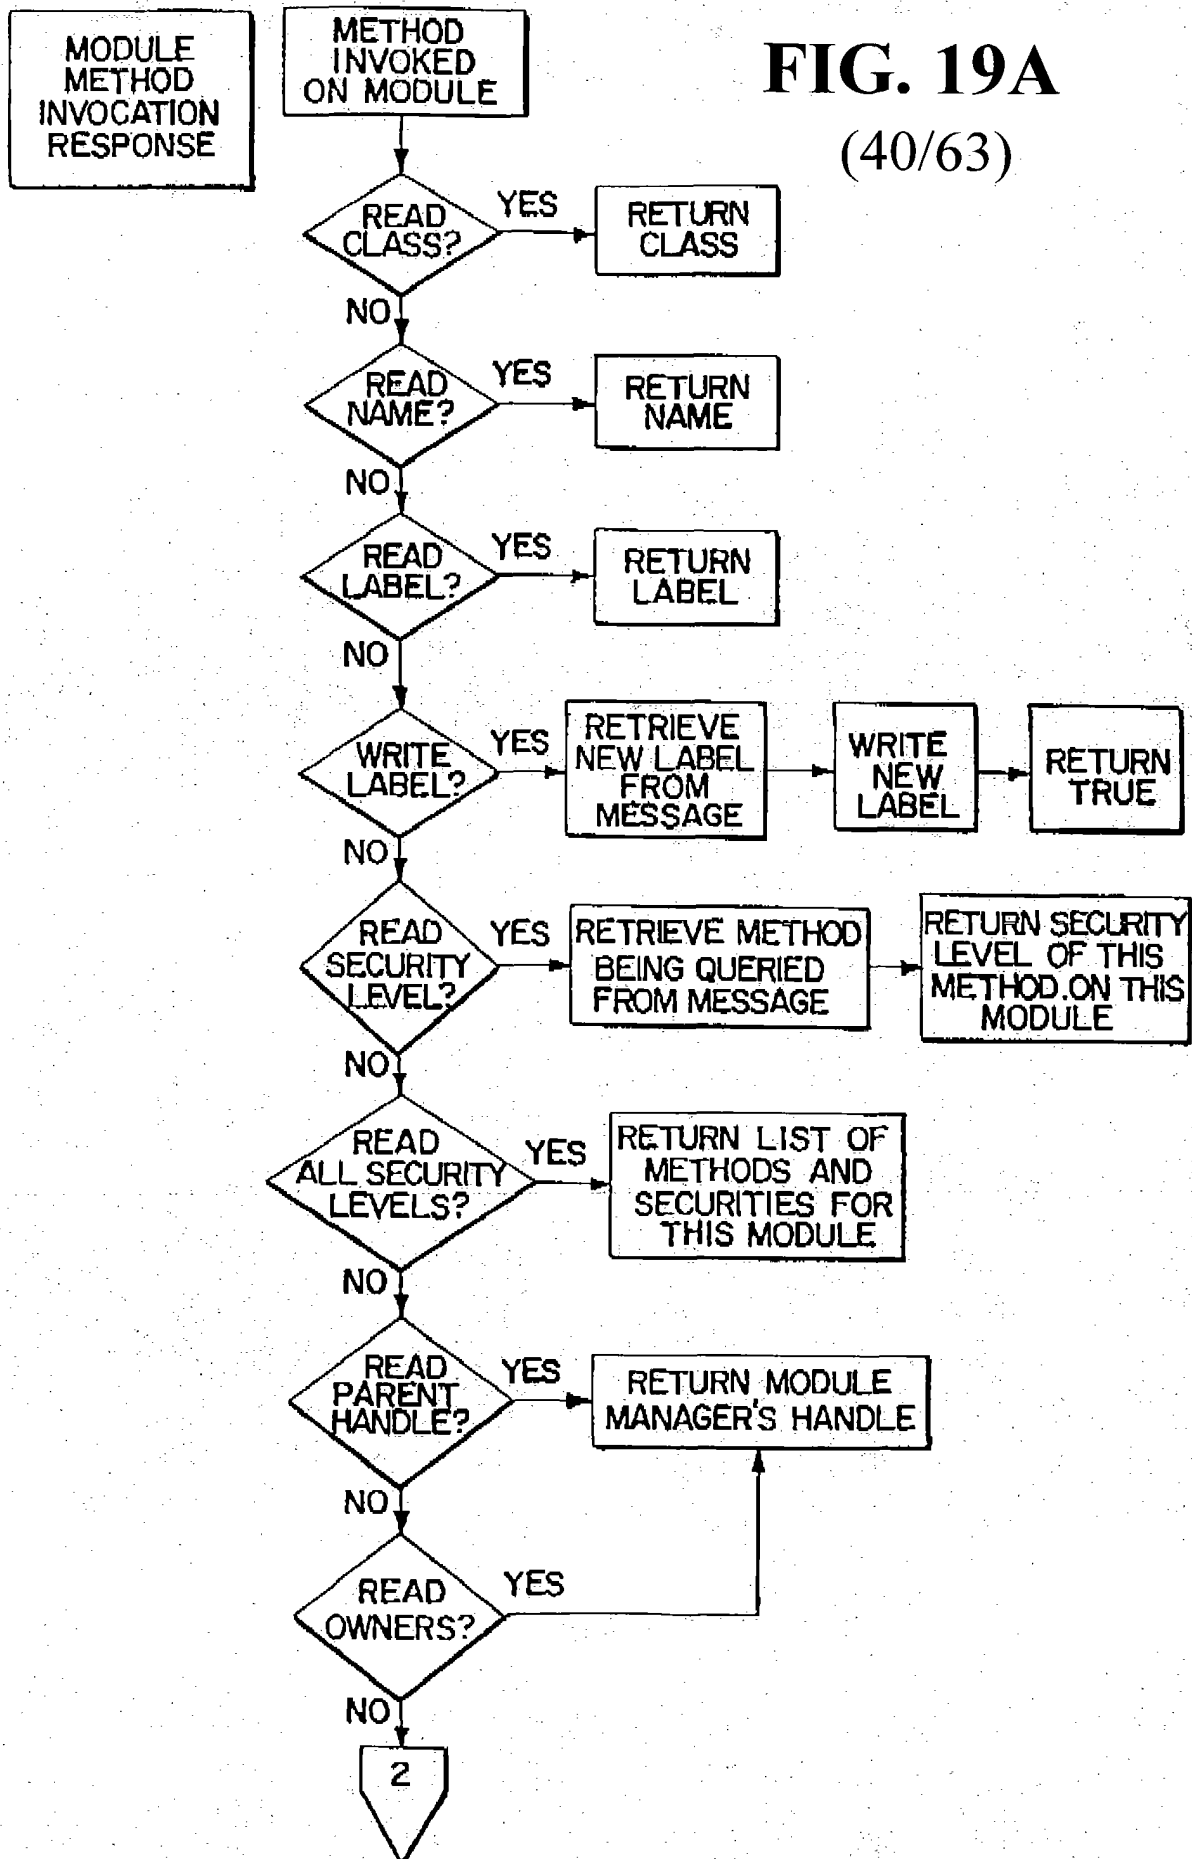 MODULE
METHOD
INVOCATION
RESPONSE
METHOD
INVOKED
ON MODULE
FIG. 19A
(40/63)
READ
CLASS?
YES
RETURN
CLASS
NO
READ
NAME?
YES
RETURN
NAME
NO
READ
LABEL?
YES
RETURN
LABEL
NO
WRITE
LABEL?
YES
RETRIEVE
NEW LABEL
FROM
MESSAGE
WRITE
NEW
LABEL
RETURN
TRUE
NO
READ
SECURITY
LEVEL?
YES
RETRIEVE METHOD
BEING QUERIED
FROM MESSAGE
RETURN SECURITY
LEVEL OF THIS
METHOD.ON THIS
MODULE
NO
READ
ALL SECURITY
LEVELS?
YES
RETURN LIST OF
METHODS AND
SECURITIES FOR
THIS MODULE
NO
READ
PARENT
HANDLE?
YES
RETURN MODULE
MANAGER'S HANDLE
NO
READ
OWNERS?
YES
NO
2